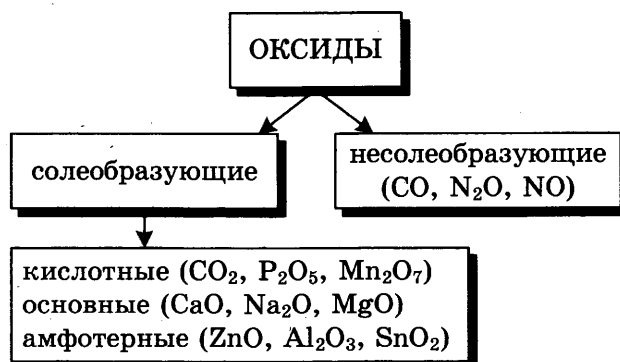 ОКСИДЫ
солеобразующие
несолеобразующие
(CO, N₂O, NO)
кислотные (CO₂, P₂O₅, Mn₂O₇)
основные (CaO, Na₂O, MgO)
амфотерные (ZnO, Al₂O₃, SnO₂)